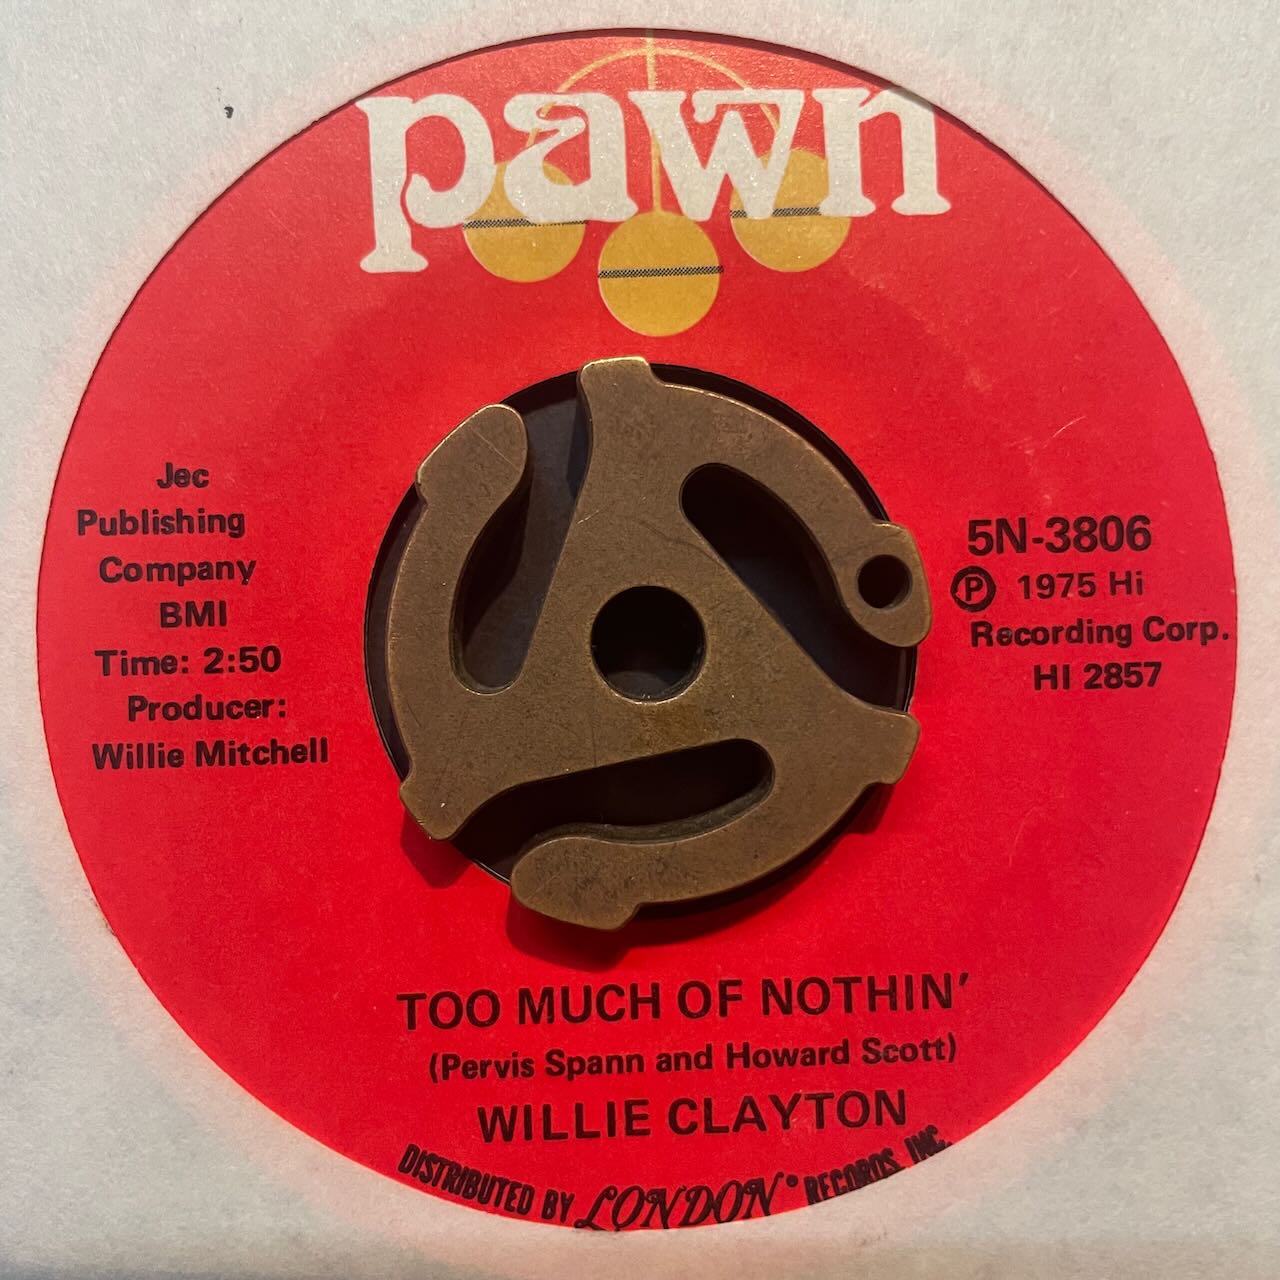 pawn
Jec
Publishing
Company
BMI
Time: 2:50
Producer:
Willie Mitchell
5N-3806
Ⓟ 1975 Hi
Recording Corp.
HI 2857
TOO MUCH OF NOTHIN'
(Pervis Spann and Howard Scott)
WILLIE CLAYTON
DISTRIBUTED BY LONDON® RECORDS INC.